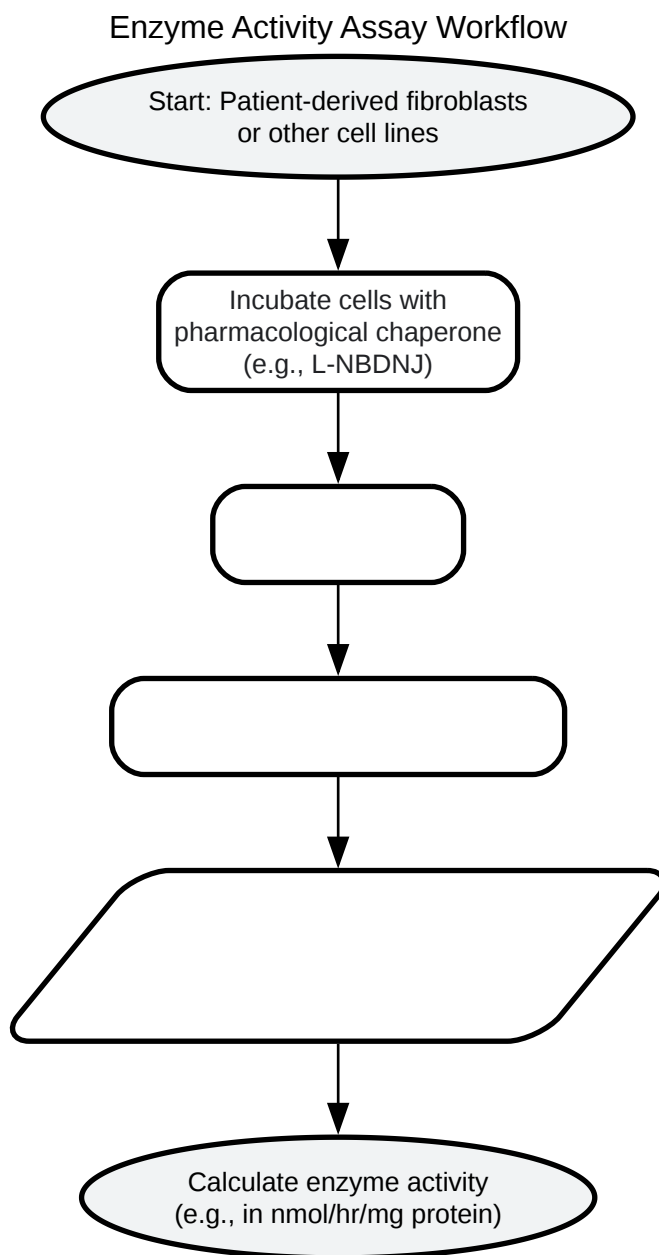 Enzyme Activity Assay Workflow
Start: Patient-derived fibroblasts
or other cell lines
Incubate cells with
pharmacological chaperone
(e.g., L-NBDNJ)
Calculate enzyme activity
(e.g., in nmol/hr/mg protein)